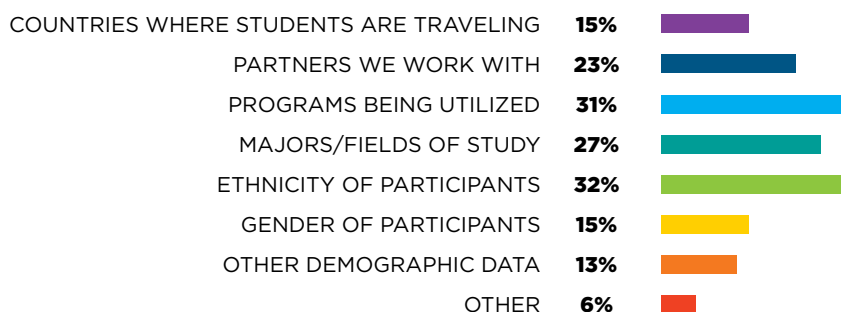 COUNTRIES WHERE STUDENTS ARE TRAVELING 15%
PARTNERS WE WORK WITH 23%
PROGRAMS BEING UTILIZED 31%
MAJORS/FIELDS OF STUDY 27%
ETHNICITY OF PARTICIPANTS 32%
GENDER OF PARTICIPANTS 15%
OTHER DEMOGRAPHIC DATA 13%
OTHER 6%